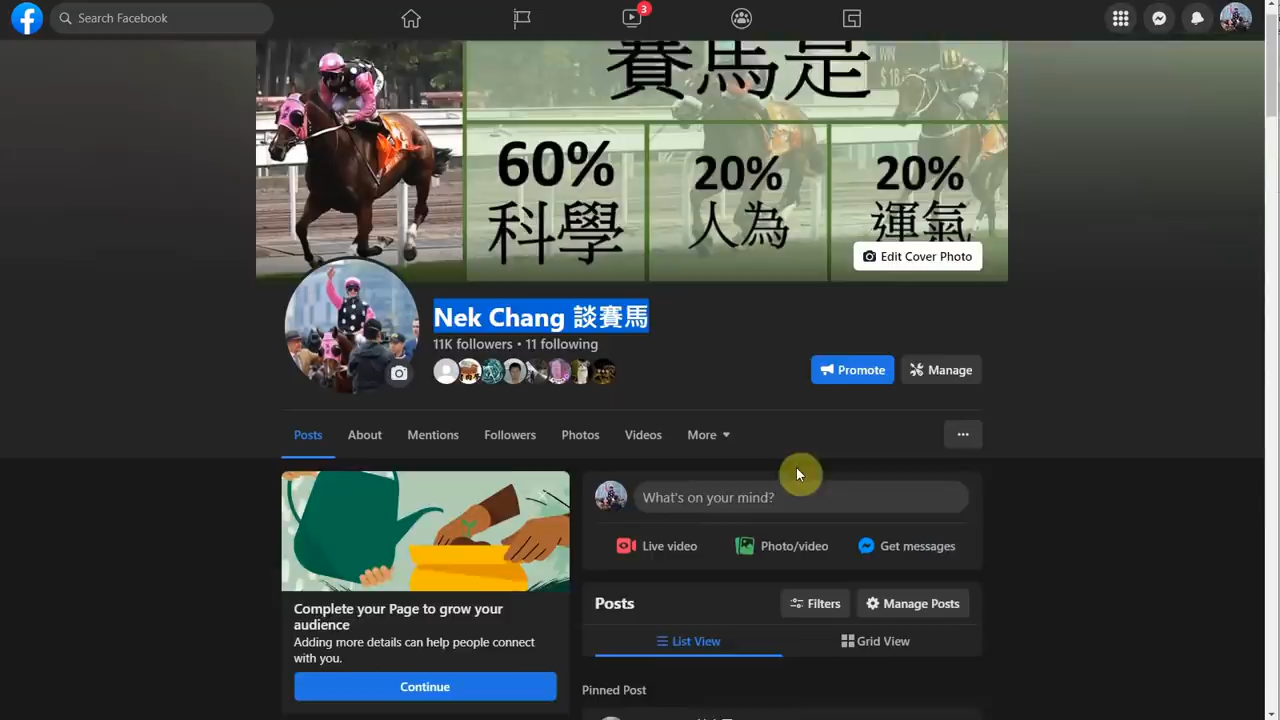 Search Facebook
3
賽馬是
60%
科學
20%
人為
20%
運氣
Edit Cover Photo
Nek Chang 談賽馬
11K followers • 11 following
Promote
Manage
Posts
About
Mentions
Followers
Photos
Videos
More
What's on your mind?
Live video
Photo/video
Get messages
Complete your Page to grow your
audience
Adding more details can help people connect
with you.
Continue
Posts
Filters
Manage Posts
List View
Grid View
Pinned Post